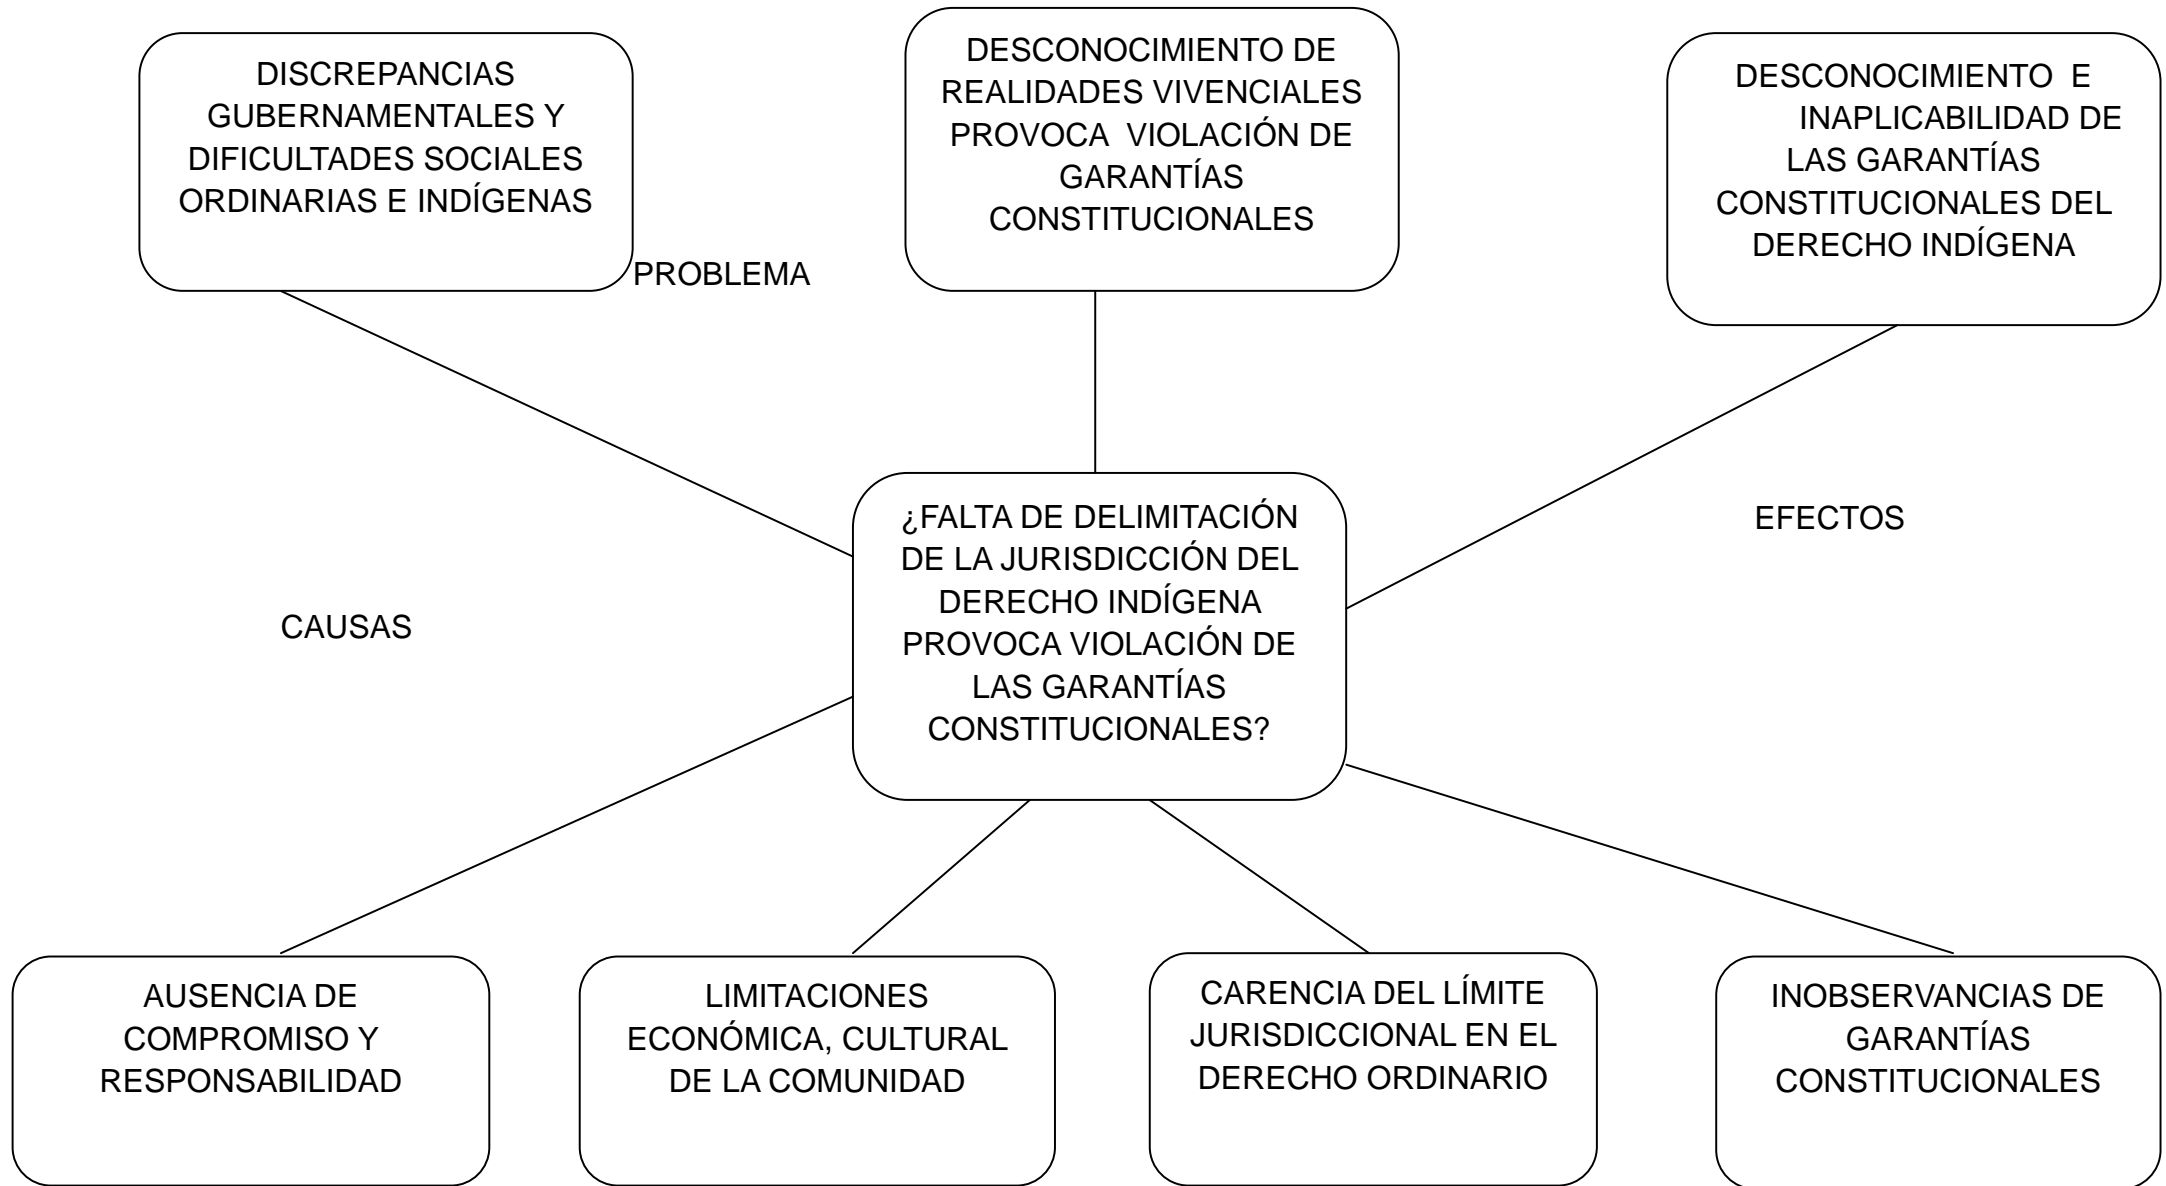 DISCREPANCIAS
GUBERNAMENTALES Y
DIFICULTADES SOCIALES
ORDINARIAS E INDÍGENAS
DESCONOCIMIENTO DE
REALIDADES VIVENCIALES
PROVOCA VIOLACIÓN DE
GARANTÍAS
CONSTITUCIONALES
DESCONOCIMIENTO E
INAPLICABILIDAD DE
LAS GARANTÍAS
CONSTITUCIONALES DEL
DERECHO INDÍGENA
PROBLEMA
¿FALTA DE DELIMITACIÓN
DE LA JURISDICCIÓN DEL
DERECHO INDÍGENA
PROVOCA VIOLACIÓN DE
LAS GARANTÍAS
CONSTITUCIONALES?
EFECTOS
CAUSAS
AUSENCIA DE
COMPROMISO Y
RESPONSABILIDAD
LIMITACIONES
ECONÓMICA, CULTURAL
DE LA COMUNIDAD
CARENCIA DEL LÍMITE
JURISDICCIONAL EN EL
DERECHO ORDINARIO
INOBSERVANCIAS DE
GARANTÍAS
CONSTITUCIONALES